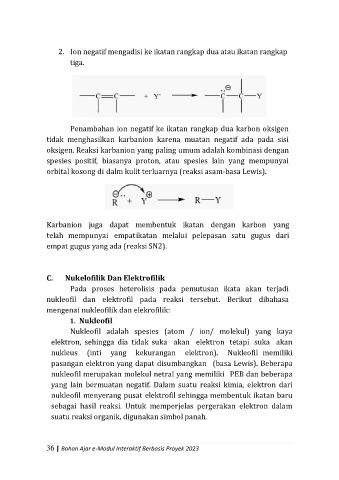 2. Ion negatif mengadisi ke ikatan rangkap dua atau ikatan rangkap
tiga.
C C + Y- C C Y
Penambahan ion negatif ke ikatan rangkap dua karbon oksigen
tidak menghasilkan karbanion karena muatan negatif ada pada sisi
oksigen. Reaksi karbanion yang paling umum adalah kombinasi dengan
spesies positif, biasanya proton, atau spesies lain yang mempunyai
orbital kosong di dalm kulit terluarnya (reaksi asam-basa Lewis).
R + Y R Y
Karbanion juga dapat membentuk ikatan dengan karbon yang
telah mempunyai empatikatan melalui pelepasan satu gugus dari
empat gugus yang ada (reaksi SN2).
C. Nukelofilik Dan Elektrofilik
Pada proses heterolisis pada pemutusan ikata akan terjadi
nukleofil dan elektrofil pada reaksi tersebut. Berikut dibahasa
mengenai nukleofilik dan elekrofilik:
1. Nukleofil
Nukleofil adalah spesies (atom / ion/ molekul) yang kaya
elektron, sehingga dia tidak suka akan elektron tetapi suka akan
nukleus (inti yang kekurangan elektron). Nukleofil memiliki
pasangan elektron yang dapat disumbangkan (basa Lewis). Beberapa
nukleofil merupakan molekul netral yang memiliki PEB dan beberapa
yang lain bermuatan negatif. Dalam suatu reaksi kimia, elektron dari
nukleofil menyerang pusat elektrofil sehingga membentuk ikatan baru
sebagai hasil reaksi. Untuk memperjelas pergerakan elektron dalam
suatu reaksi organik, digunakan simbol panah.
36 | Bahan Ajar e-Modul Interaktif Berbasis Proyek 2023